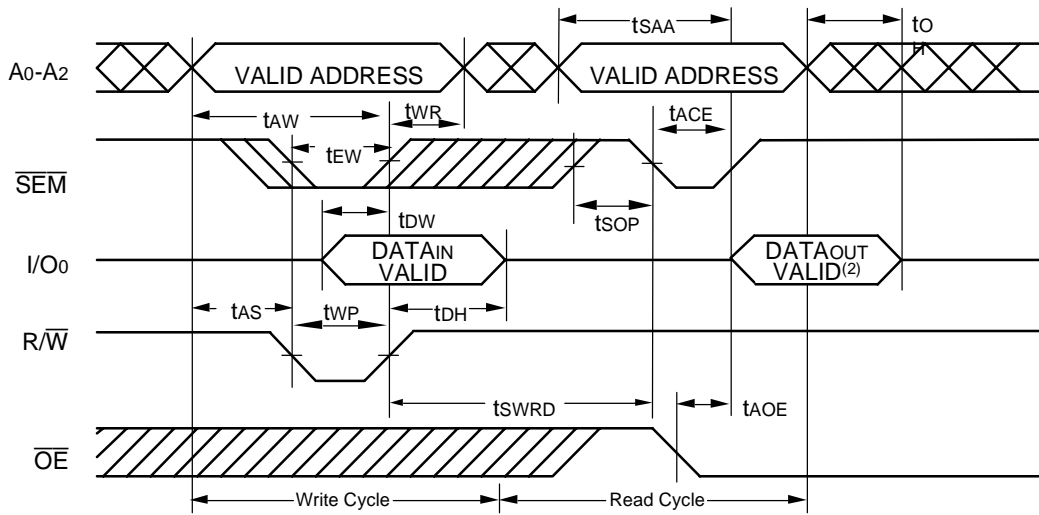 tSAA
tO
H
A0-A2
VALID ADDRESS
VALID ADDRESS
tAW
tWR
tACE
tEW
SEM
tDW
tSOP
I/O0
DATAIN
VALID
DATAOUT
VALID(2)
tAS
tWP
tDH
R/W
tSWRD
tAOE
OE
Write Cycle
Read Cycle